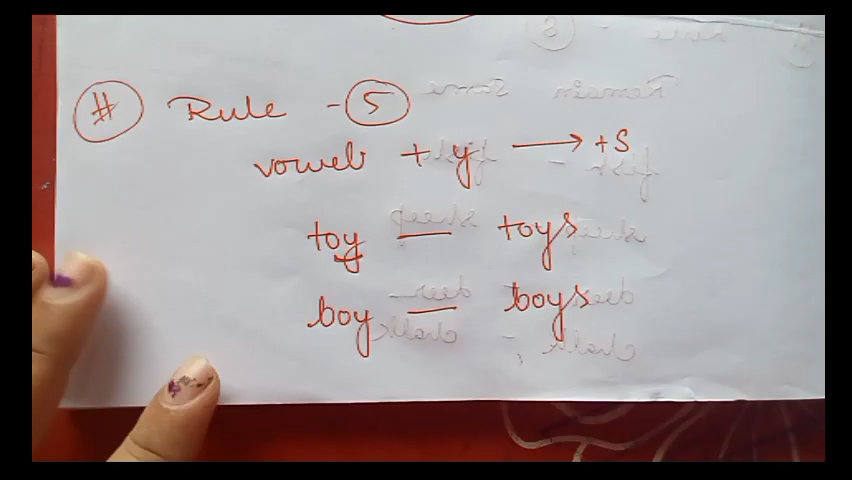 # Rule - 5
vowel + y → + s
toy — toys
boy — boys